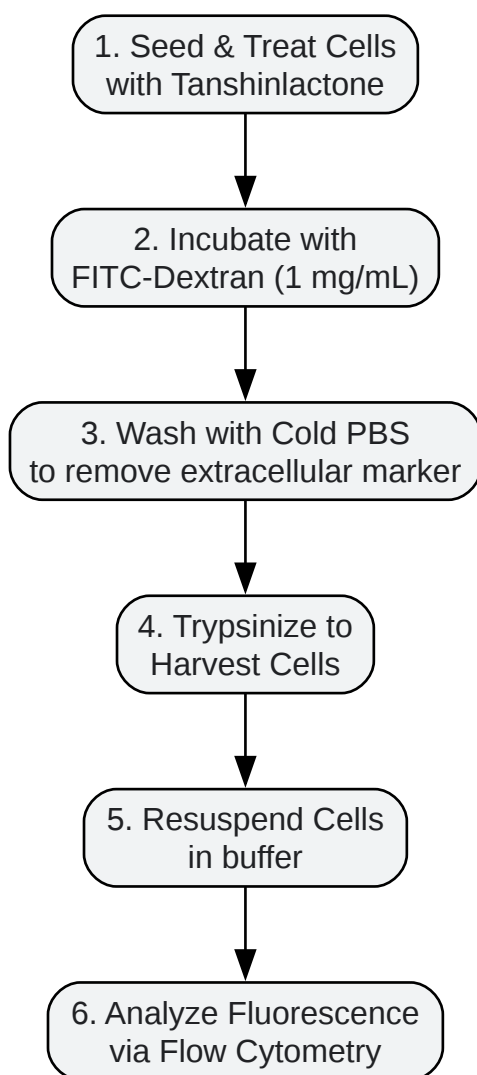 1. Seed & Treat Cells
with Tanshinlactone
2. Incubate with
FITC-Dextran (1 mg/mL)
3. Wash with Cold PBS
to remove extracellular marker
4. Trypsinize to
Harvest Cells
5. Resuspend Cells
in buffer
6. Analyze Fluorescence
via Flow Cytometry